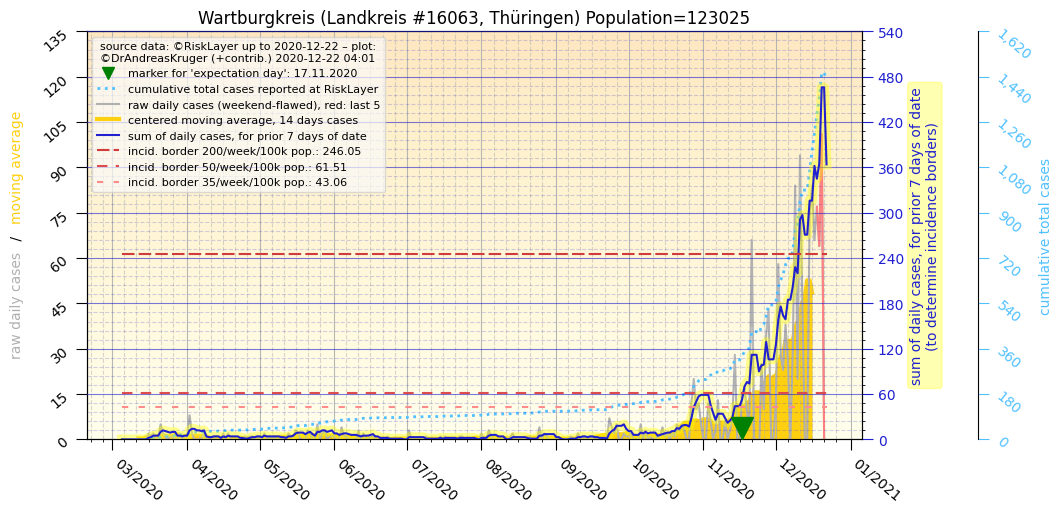 Wartburgkreis (Landkreis #16063, Thüringen) Population=123025
source data: ©RiskLayer up to 2020-12-22 – plot:
©DrAndreasKruger (+contrib.) 2020-12-22 04:01
marker for 'expectation day': 17.11.2020
cumulative total cases reported at RiskLayer
raw daily cases (weekend-flawed), red: last 5
centered moving average, 14 days cases
sum of daily cases, for prior 7 days of date
incid. border 200/week/100k pop.: 246.05
incid. border 50/week/100k pop.: 61.51
incid. border 35/week/100k pop.: 43.06
raw daily cases / moving average
135
120
105
90
75
60
45
30
15
0
03/2020
04/2020
05/2020
06/2020
07/2020
08/2020
09/2020
10/2020
11/2020
12/2020
01/2021
540
480
420
360
300
240
180
120
60
0
sum of daily cases, for prior 7 days of date
(to determine incidence borders)
1,620
1,440
1,260
1,080
900
720
540
360
180
0
cumulative total cases